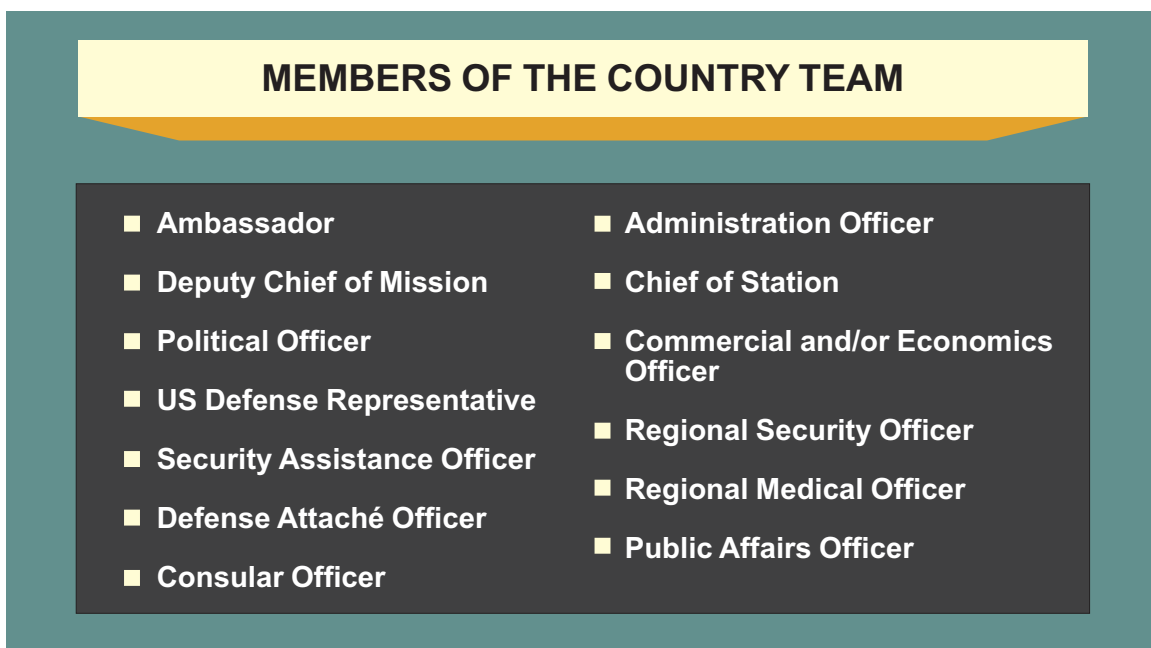 MEMBERS OF THE COUNTRY TEAM
Ambassador
Deputy Chief of Mission
Political Officer
US Defense Representative
Security Assistance Officer
Defense Attaché Officer
Consular Officer
Administration Officer
Chief of Station
Commercial and/or Economics
Officer
Regional Security Officer
Regional Medical Officer
Public Affairs Officer